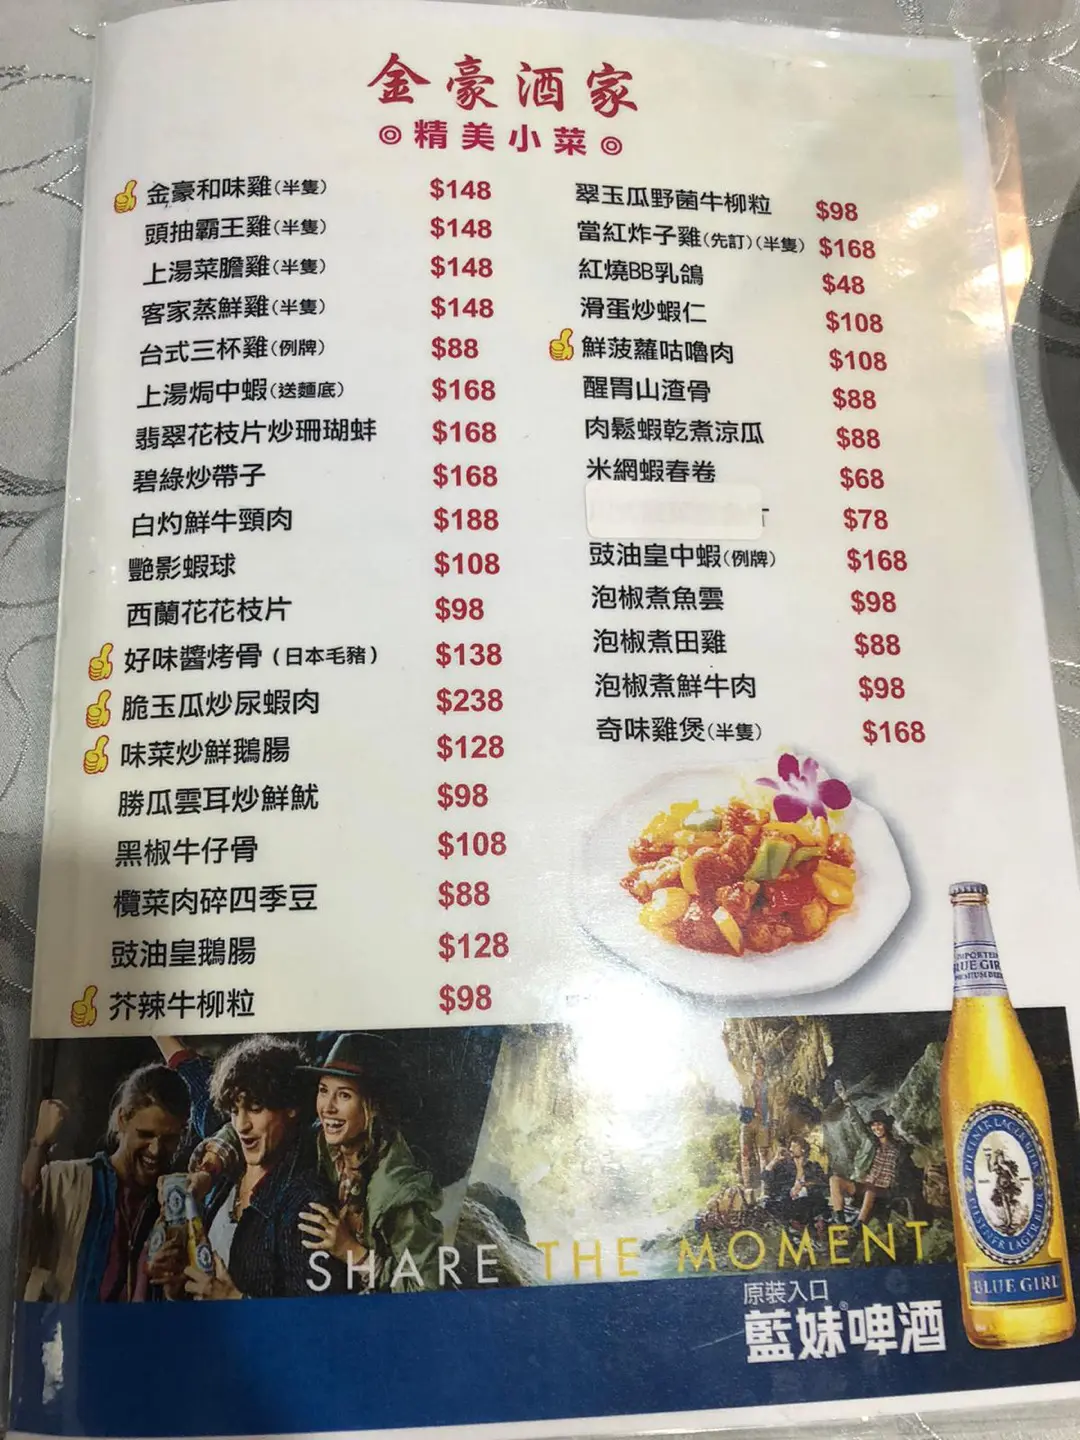 金豪酒家
◎精美小菜◎
金豪和味雞(半隻) $148
頭抽霸王雞(半隻) $148
上湯菜膽雞(半隻) $148
客家蒸鮮雞(半隻) $148
台式三杯雞(例牌) $88
上湯焗中蝦(送麵底) $168
翡翠花枝片炒珊瑚蚌 $168
碧綠炒帶子 $168
白灼鮮牛頸肉 $188
艷影蝦球 $108
西蘭花花枝片 $98
好味醬烤骨(日本毛豬) $138
脆玉瓜炒尿蝦肉 $238
味菜炒鮮鵝腸 $128
勝瓜雲耳炒鮮魷 $98
黑椒牛仔骨 $108
欖菜肉碎四季豆 $88
豉油皇鵝腸 $128
芥辣牛柳粒 $98
翠玉瓜野菌牛柳粒 $98
當紅炸子雞(先訂)(半隻) $168
紅燒BB乳鴿 $48
滑蛋炒蝦仁 $108
鮮菠蘿咕嚕肉 $108
醒胃山渣骨 $88
肉鬆蝦乾煮涼瓜 $88
米網蝦春卷 $68
$78
豉油皇中蝦(例牌) $168
泡椒煮魚雲 $98
泡椒煮田雞 $88
泡椒煮鮮牛肉 $98
奇味雞煲(半隻) $168
SHARE THE MOMENT
原裝入口
藍妹®啤酒
IMPORTED
BLUE GIRL
PREMIUM BEER
PILSENER LAGER BIER
PILSENER LAGER BIER
BLUE GIRL